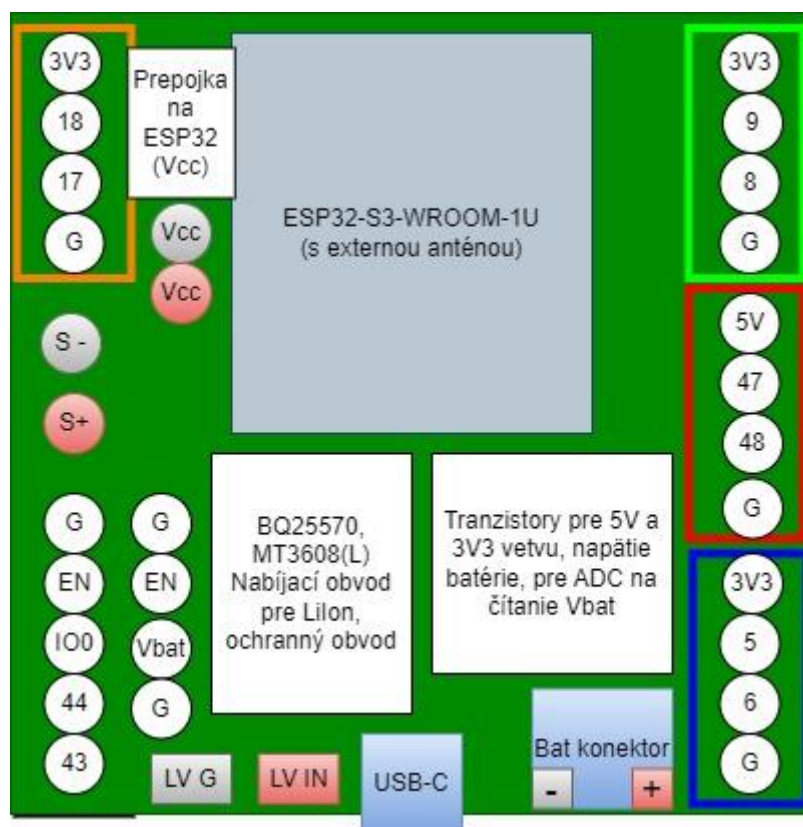 3V3
18
17
G
Prepojka
na
ESP32
(Vcc)
Vcc
Vcc
ESP32-S3-WROOM-1U
(s externou anténou)
3V3
9
8
G
S -
S+
5V
47
48
G
G
EN
IO0
44
43
G
EN
Vbat
G
BQ25570,
MT3608(L)
Nabíjací obvod
pre LiIon,
ochranný obvod
Tranzistory pre 5V a
3V3 vetvu, napätie
batérie, pre ADC na
čítanie Vbat
3V3
5
6
G
LV G
LV IN
USB-C
Bat konektor
- +